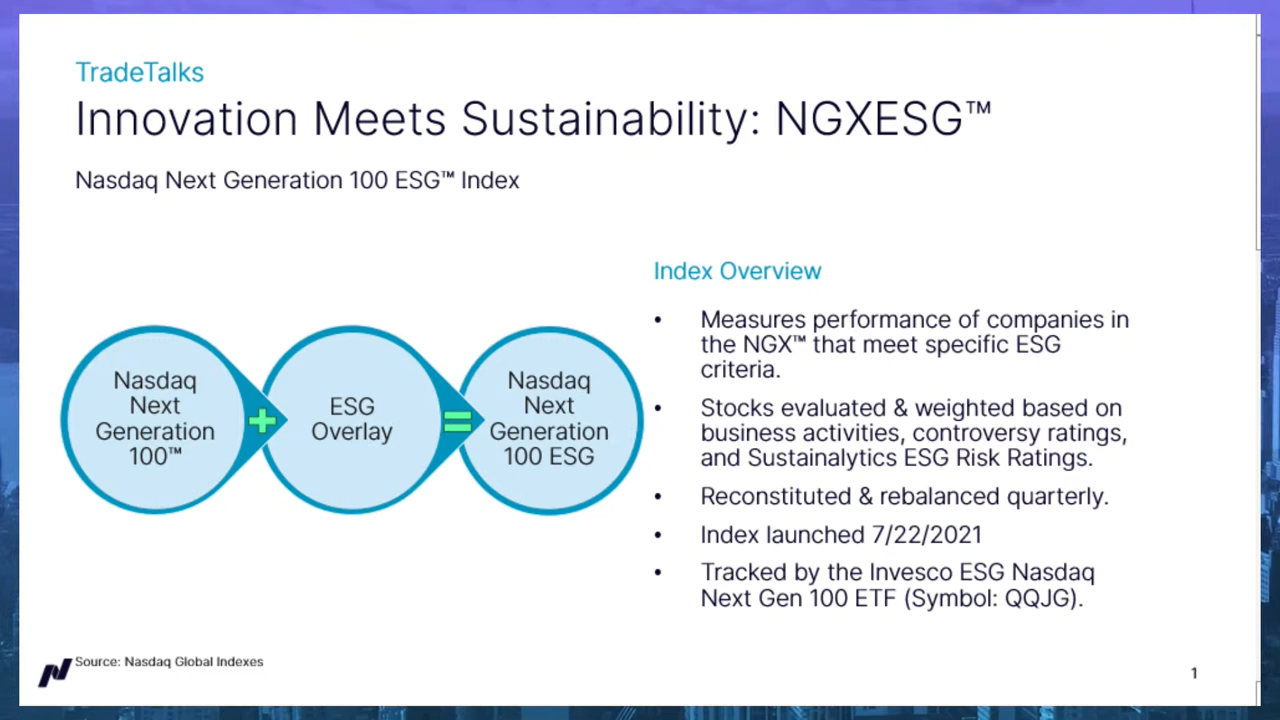 TradeTalks
Innovation Meets Sustainability: NGXESG™
Nasdaq Next Generation 100 ESG™ Index
Nasdaq
Next
Generation
100™
+
ESG
Overlay
=
Nasdaq
Next
Generation
100 ESG
Index Overview
• Measures performance of companies in
the NGX™ that meet specific ESG
criteria.
• Stocks evaluated & weighted based on
business activities, controversy ratings,
and Sustainalytics ESG Risk Ratings.
• Reconstituted & rebalanced quarterly.
• Index launched 7/22/2021
• Tracked by the Invesco ESG Nasdaq
Next Gen 100 ETF (Symbol: QQJG).
Source: Nasdaq Global Indexes
1